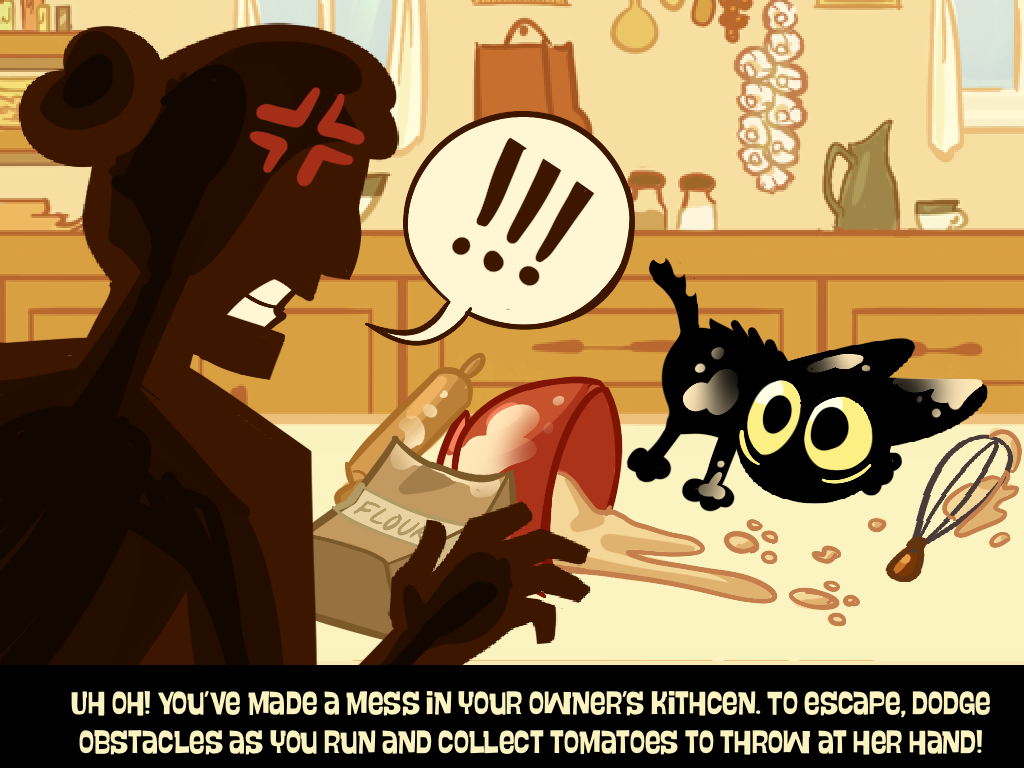 !!!
FLOUR
UH OH! YOU'VE MADE A MESS IN YOUR OWNER'S KITHCEN. TO ESCAPE, DODGE
OBSTACLES AS YOU RUN AND COLLECT TOMATOES TO THROW AT HER HAND!